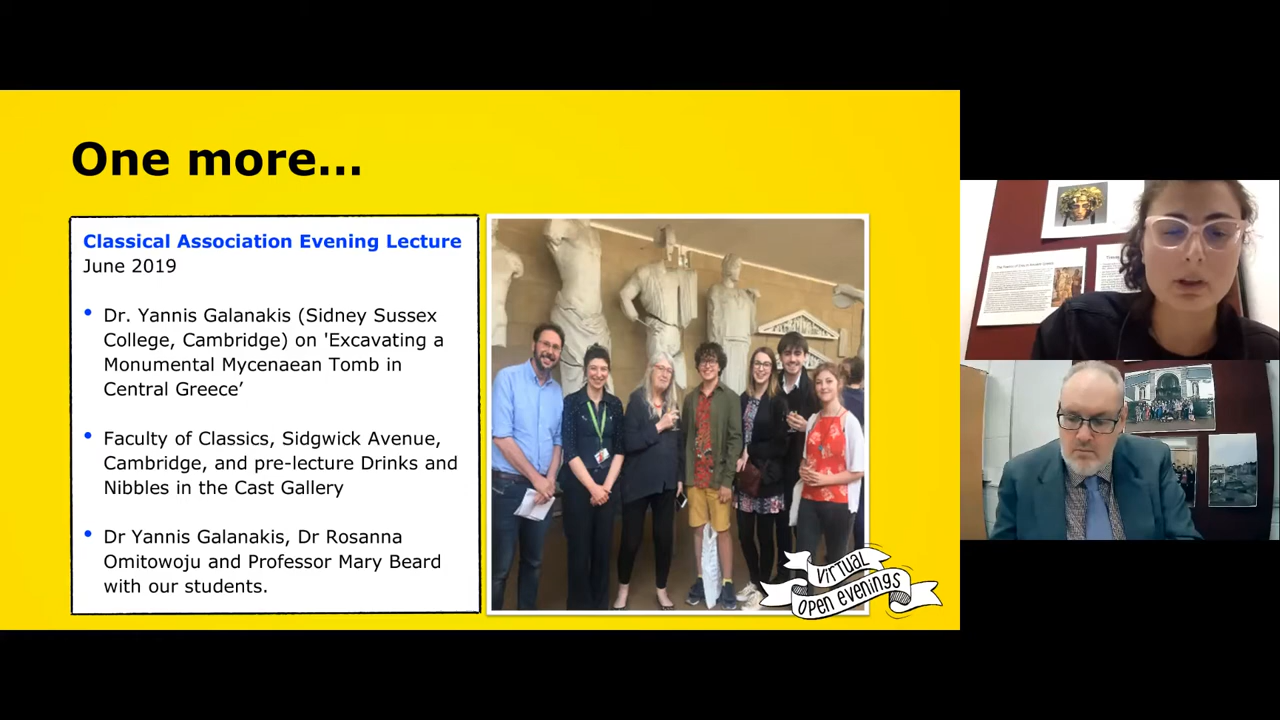 One more...
Classical Association Evening Lecture
June 2019
• Dr. Yannis Galanakis (Sidney Sussex
College, Cambridge) on 'Excavating a
Monumental Mycenaean Tomb in
Central Greece’
• Faculty of Classics, Sidgwick Avenue,
Cambridge, and pre-lecture Drinks and
Nibbles in the Cast Gallery
• Dr Yannis Galanakis, Dr Rosanna
Omitowoju and Professor Mary Beard
with our students.
VIRTUAL
OPEN EVENINGS